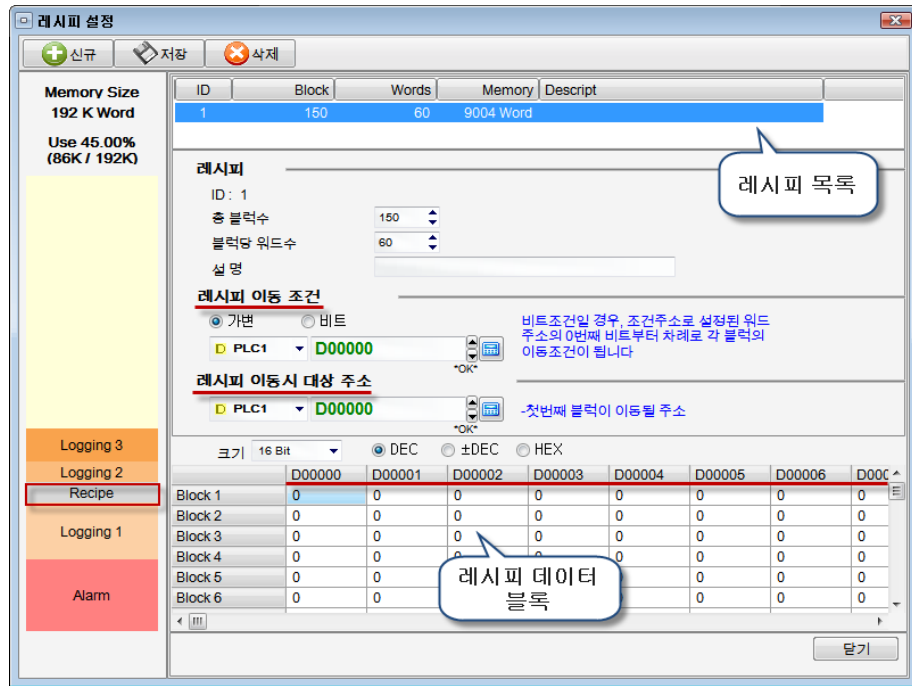 레시피 설정
신규 저장 삭제
Memory Size
192 K Word
Use 45.00%
(86K / 192K)
Logging 3
Logging 2
Recipe
Logging 1
Alarm
ID Block Words Memory Descript
1 150 60 9004 Word
레시피 목록
레시피
ID : 1
총 블럭수 150
블럭당 워드수 60
설 명
레시피 이동 조건
가변 비트
D PLC1 D00000
*OK*
비트조건일 경우, 조건주소로 설정된 워드
주소의 0번째 비트부터 차례로 각 블럭의
이동조건이 됩니다
레시피 이동시 대상 주소
D PLC1 D00000
*OK*
-첫번째 블럭이 이동될 주소
크기 16 Bit DEC ±DEC HEX
D00000 D00001 D00002 D00003 D00004 D00005 D00006 D000
Block 1 0 0 0 0 0 0 0 0
Block 2 0 0 0 0 0 0 0 0
Block 3 0 0 0 0 0 0 0 0
Block 4 0 0 0 0 0 0 0 0
Block 5 0 0 0 0 0 0
Block 6 0 0 0 0 0 0
레시피 데이터
블록
닫기